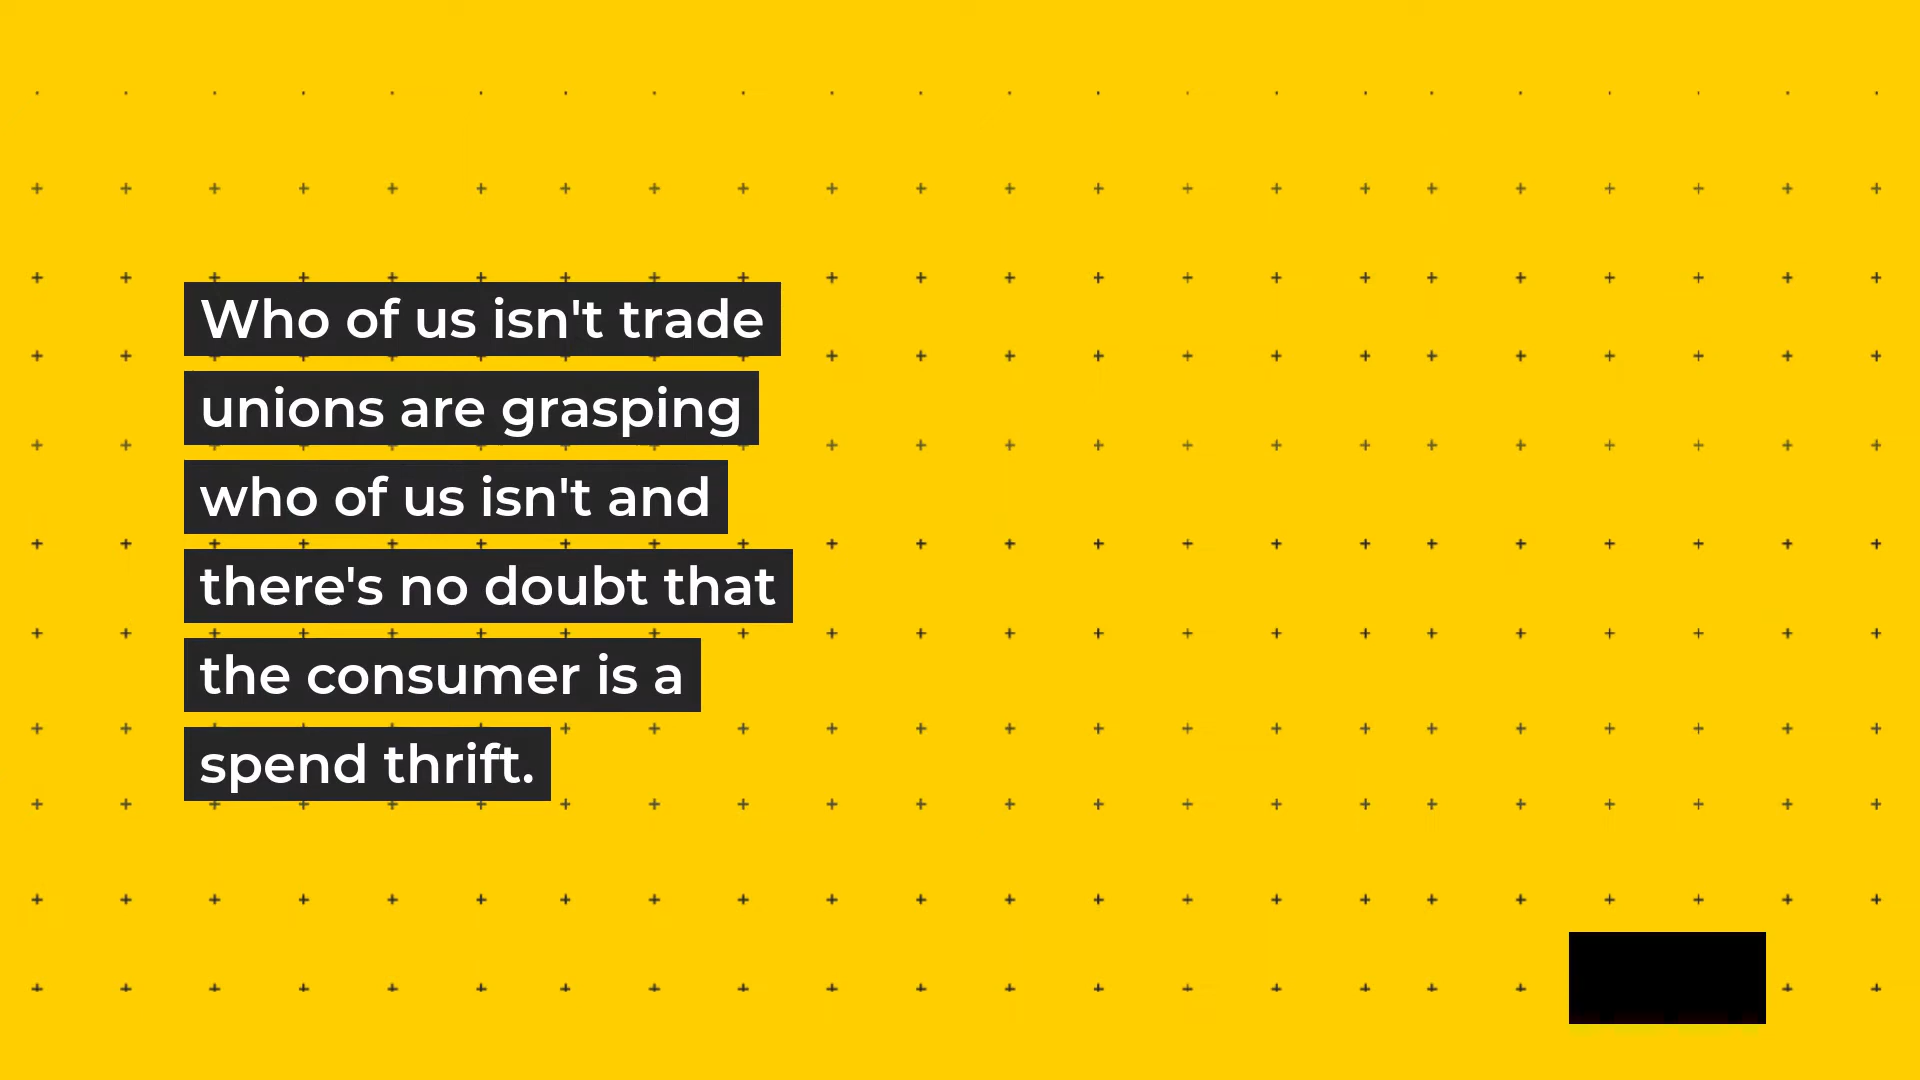 Who of us isn't trade
unions are grasping
who of us isn't and
there's no doubt that
the consumer is a
spend thrift.